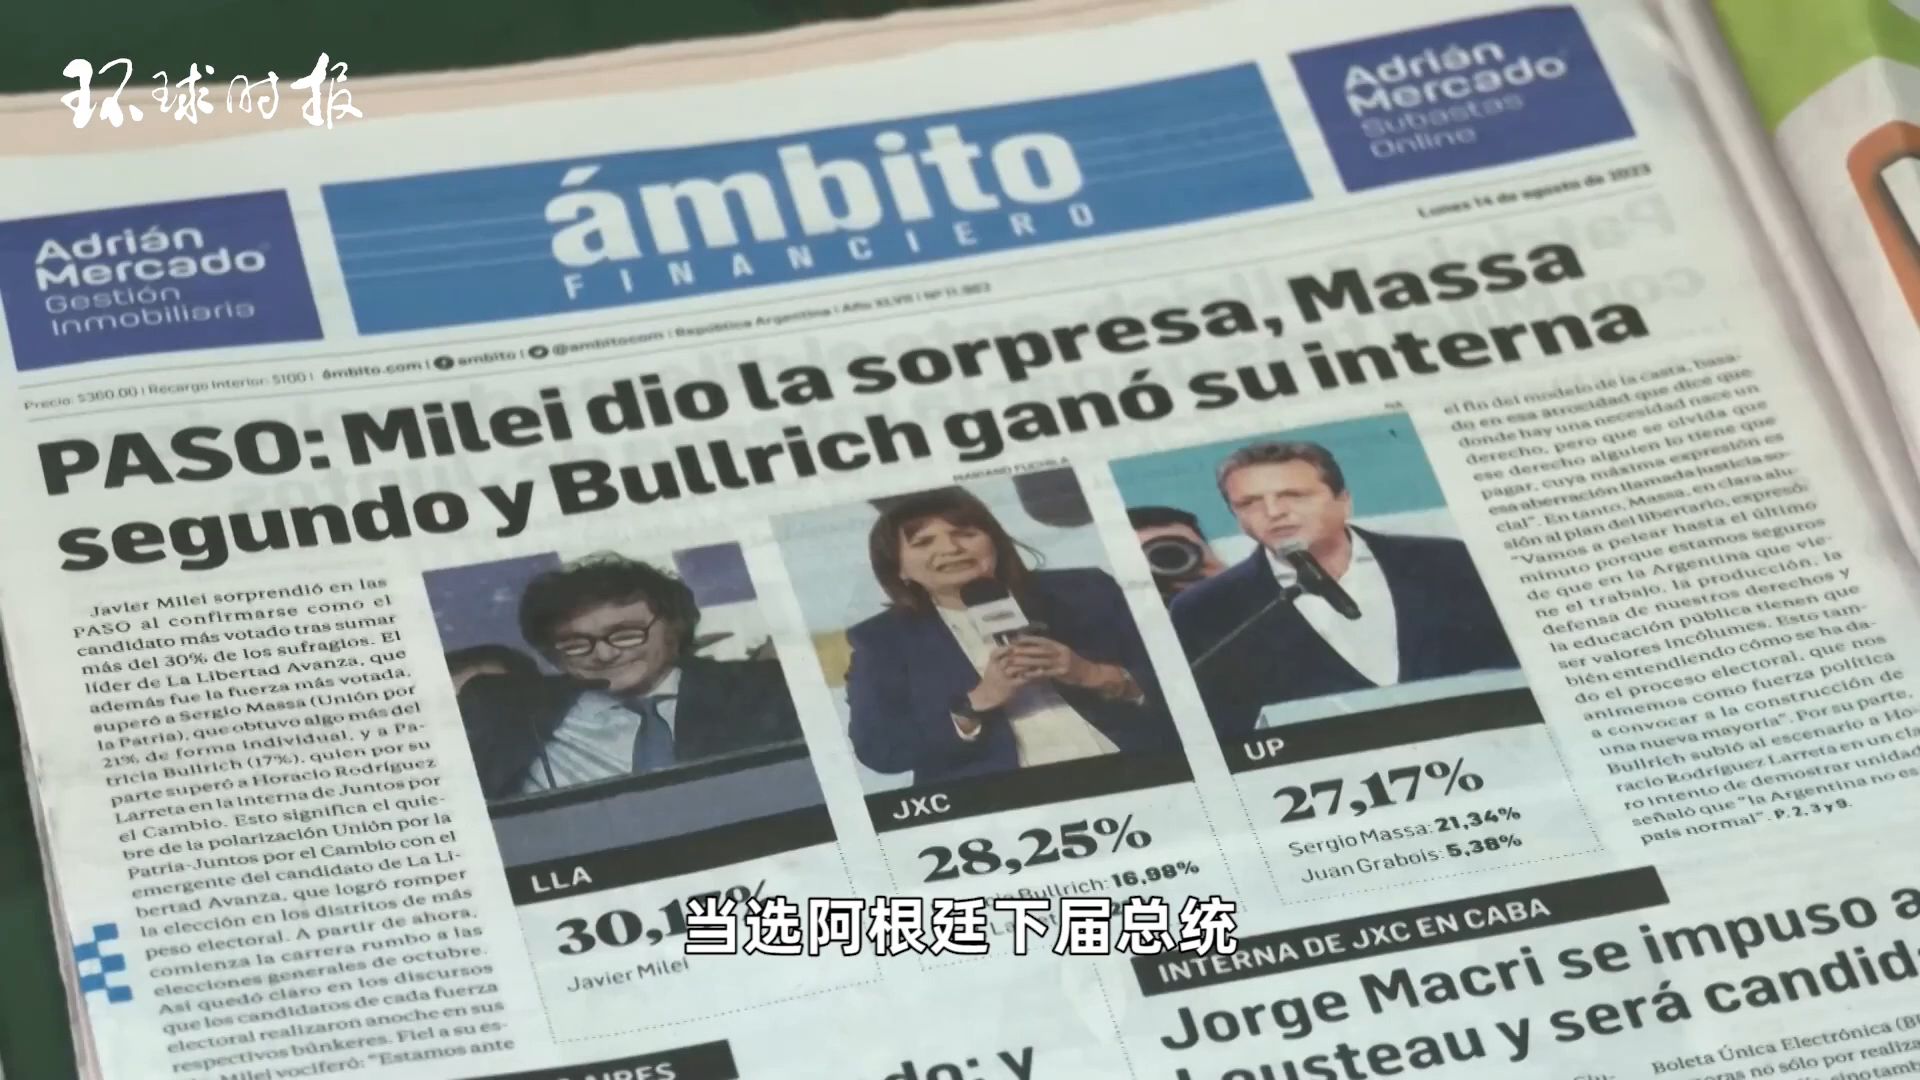 环球时报
Adrián
Mercado
Gestión
Inmobiliaria
ámbito
FINANCIERO
Adrián
Mercado
Subastas
Online
Lunes 14 de agosto de 2023
Precio: $360.00 | Recargo Interior: $100 | ámbito.com | ambito | @ambitocom | República Argentina | Año XLVII |
PASO: Milei dio la sorpresa, Massa
segundo y Bullrich ganó su interna
Javier Milei sorprendió en las
PASO al confirmarse como el
candidato más votado tras sumar
más del 30% de los sufragios. El
líder de La Libertad Avanza, que
además fue la fuerza más votada,
superó a Sergio Massa (Unión por
la Patria), que obtuvo algo más del
21% de forma individual, y a Pa-
tricia Bullrich (17%), quien por su
parte superó a Horacio Rodríguez
Larreta en la interna de Juntos por
el Cambio. Esto significa el quie-
bre de la polarización Unión por la
Patria-Juntos por el Cambio con el
emergente del candidato de La Li-
bertad Avanza, que logró romper
la elección en los distritos de más
peso electoral. A partir de ahora,
comienza la carrera rumbo a las
elecciones generales de octubre.
Así quedó claro en los discursos
que los candidatos de cada fuerza
electoral realizaron anoche en sus
respectivos búnkeres. Fiel a su es-
Milei vociferó: "Estamos ante
MARIANO FUCHILA
NA
LLA
30,1
Javier Milei
JXC
28,25%
Bullrich: 16,98%
UP
27,17%
Sergio Massa: 21,34%
Juan Grabois: 5,38%
el fin del modelo de la casta, basa-
do en esa atrocidad que dice que
donde hay una necesidad nace un
derecho, pero que se olvida que
ese derecho alguien lo tiene que
pagar, cuya máxima expresión es
esa aberración llamada justicia so-
cial". En tanto, Massa, en clara alu-
sión al plan del libertario, expresó:
"Vamos a pelear hasta el último
minuto porque estamos seguros
de que en la Argentina que vie-
ne el trabajo, la producción, la
defensa de nuestros derechos y
la educación pública tienen que
ser valores incólumes. Esto tam-
bién entendiendo cómo se ha da-
do el proceso electoral, que nos
animemos como fuerza política
a convocar a la construcción de
una nueva mayoría". Por su parte,
Bullrich subió al escenario a Ho-
racio Rodríguez Larreta en un cla
ro intento de demostrar unidad
señaló que "la Argentina no es
país normal". P. 2, 3 y 9.
INTERNA DE JXC EN CABA
Jorge Macri se impuso a
Lousteau y será candid
Boleta Única Electrónica (B
no sólo por realiza
当选阿根廷下届总统